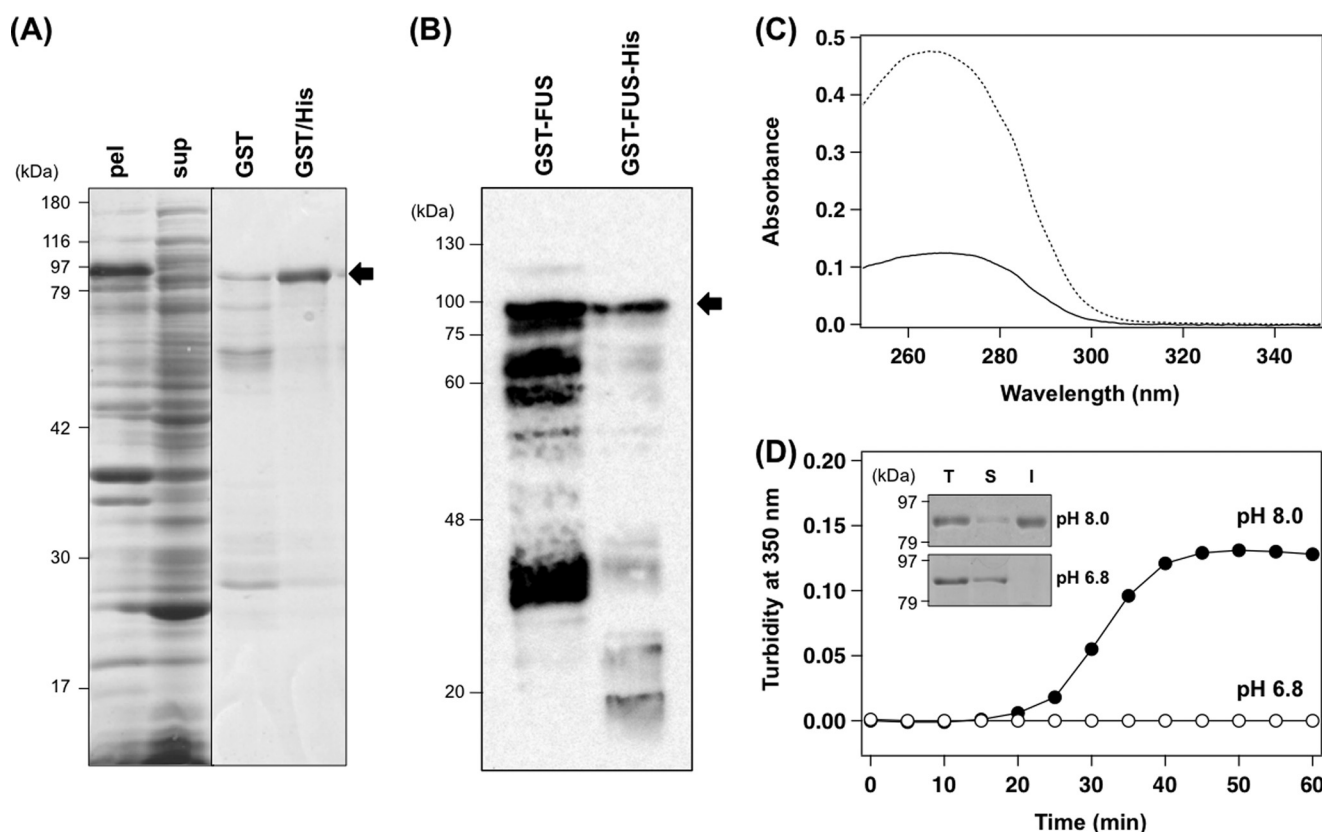 (A)
pel
sup
GST
GST/His
(kDa)
180
116
97
79
42
30
17
(B)
GST-FUS
GST-FUS-His
(kDa)
130
100
75
60
48
20
(C)
0.5
0.4
0.3
0.2
0.1
0.0
Absorbance
260 280 300 320 340
Wavelength (nm)
(D)
0.20
0.15
0.10
0.05
0.00
Turbidity at 350 nm
(kDa) T S I
97
79
pH 8.0
97
79
pH 6.8
pH 8.0
pH 6.8
0 10 20 30 40 50 60
Time (min)